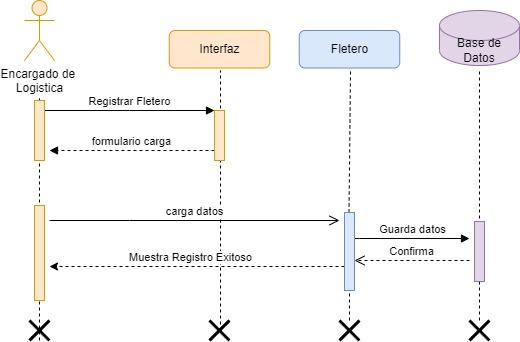 Interfaz
Fletero
Base de
Datos
Encargado de
Logistica
Registrar Fletero
formulario carga
carga datos
Guarda datos
Confirma
Muestra Registro Exitoso